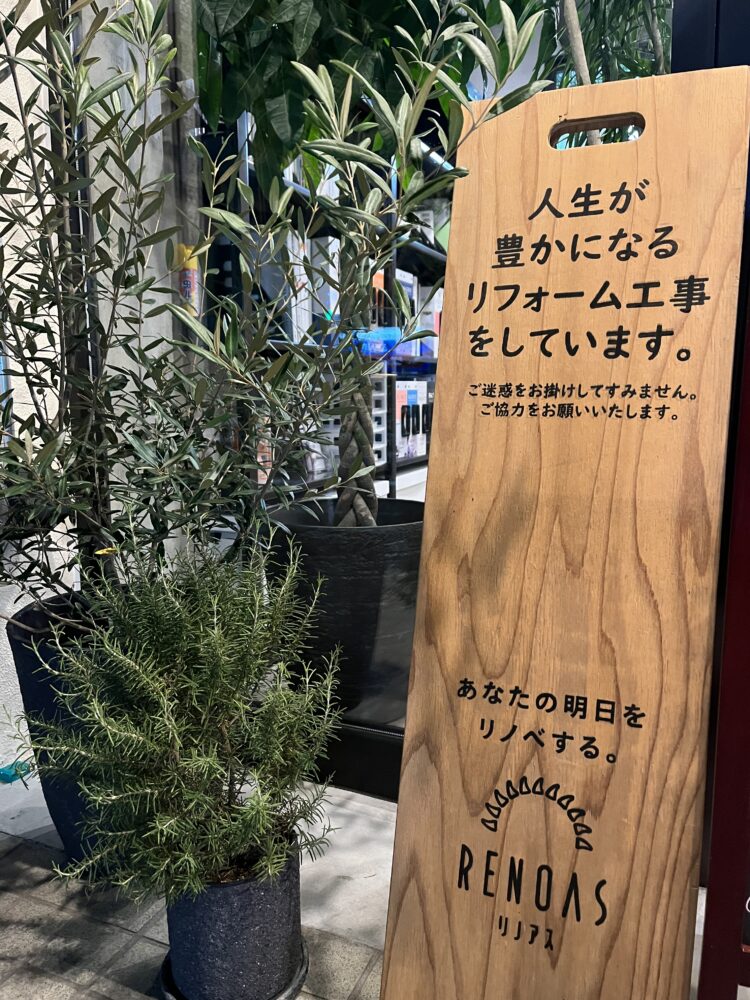 人生が
豊かになる
リフォーム工事
をしています。
ご迷惑をお掛けしてすみません。
ご協力をお願いいたします。
あなたの明日を
リノベする。
RENOAS
リノアス